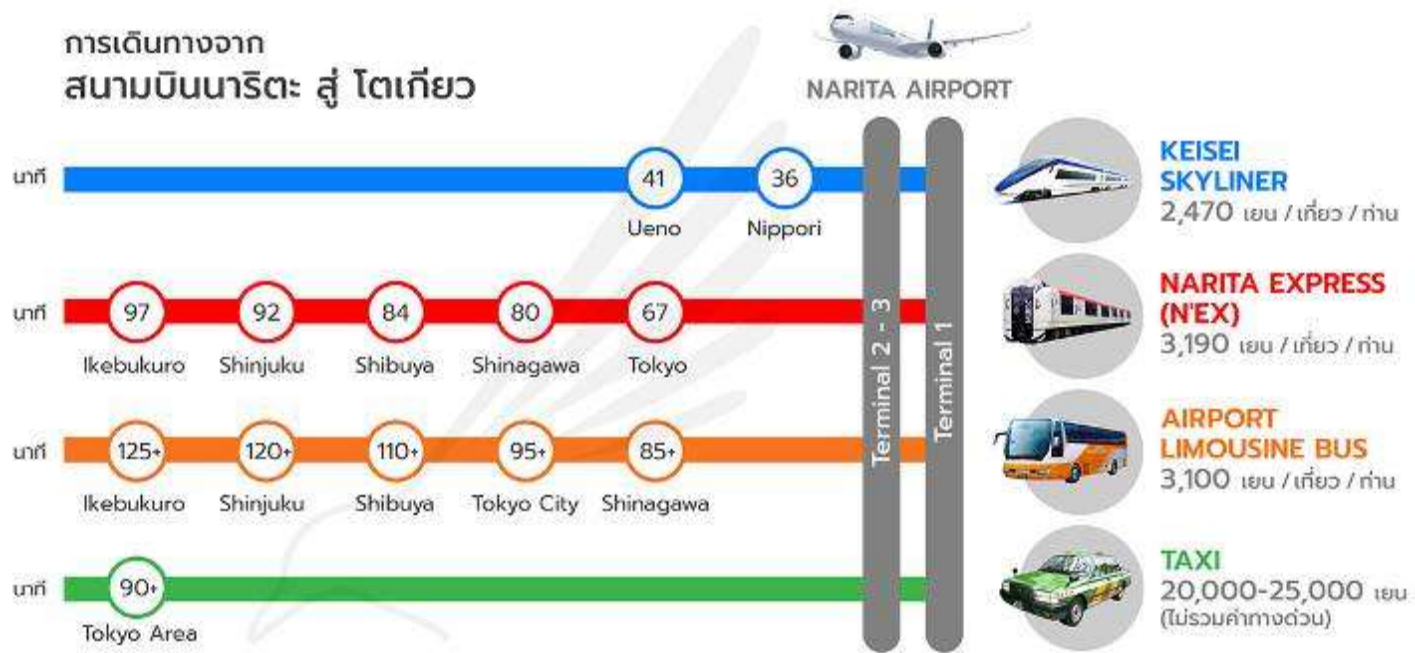 การเดินทางจาก
สนามบินนาริตะ สู่ โตเกียว
NARITA AIRPORT
Terminal 2 - 3
Terminal 1
นาที
41
36
Ueno
Nippori
KEISEI
SKYLINER
2,470 เยน / เที่ยว / ท่าน
นาที
97
92
84
80
67
Ikebukuro
Shinjuku
Shibuya
Shinagawa
Tokyo
NARITA EXPRESS
(N'EX)
3,190 เยน / เที่ยว / ท่าน
นาที
125+
120+
110+
95+
85+
Ikebukuro
Shinjuku
Shibuya
Tokyo City
Shinagawa
AIRPORT
LIMOUSINE BUS
3,100 เยน / เที่ยว / ท่าน
นาที
90+
Tokyo Area
TAXI
20,000-25,000 เยน
(ไม่รวมค่าทางด่วน)